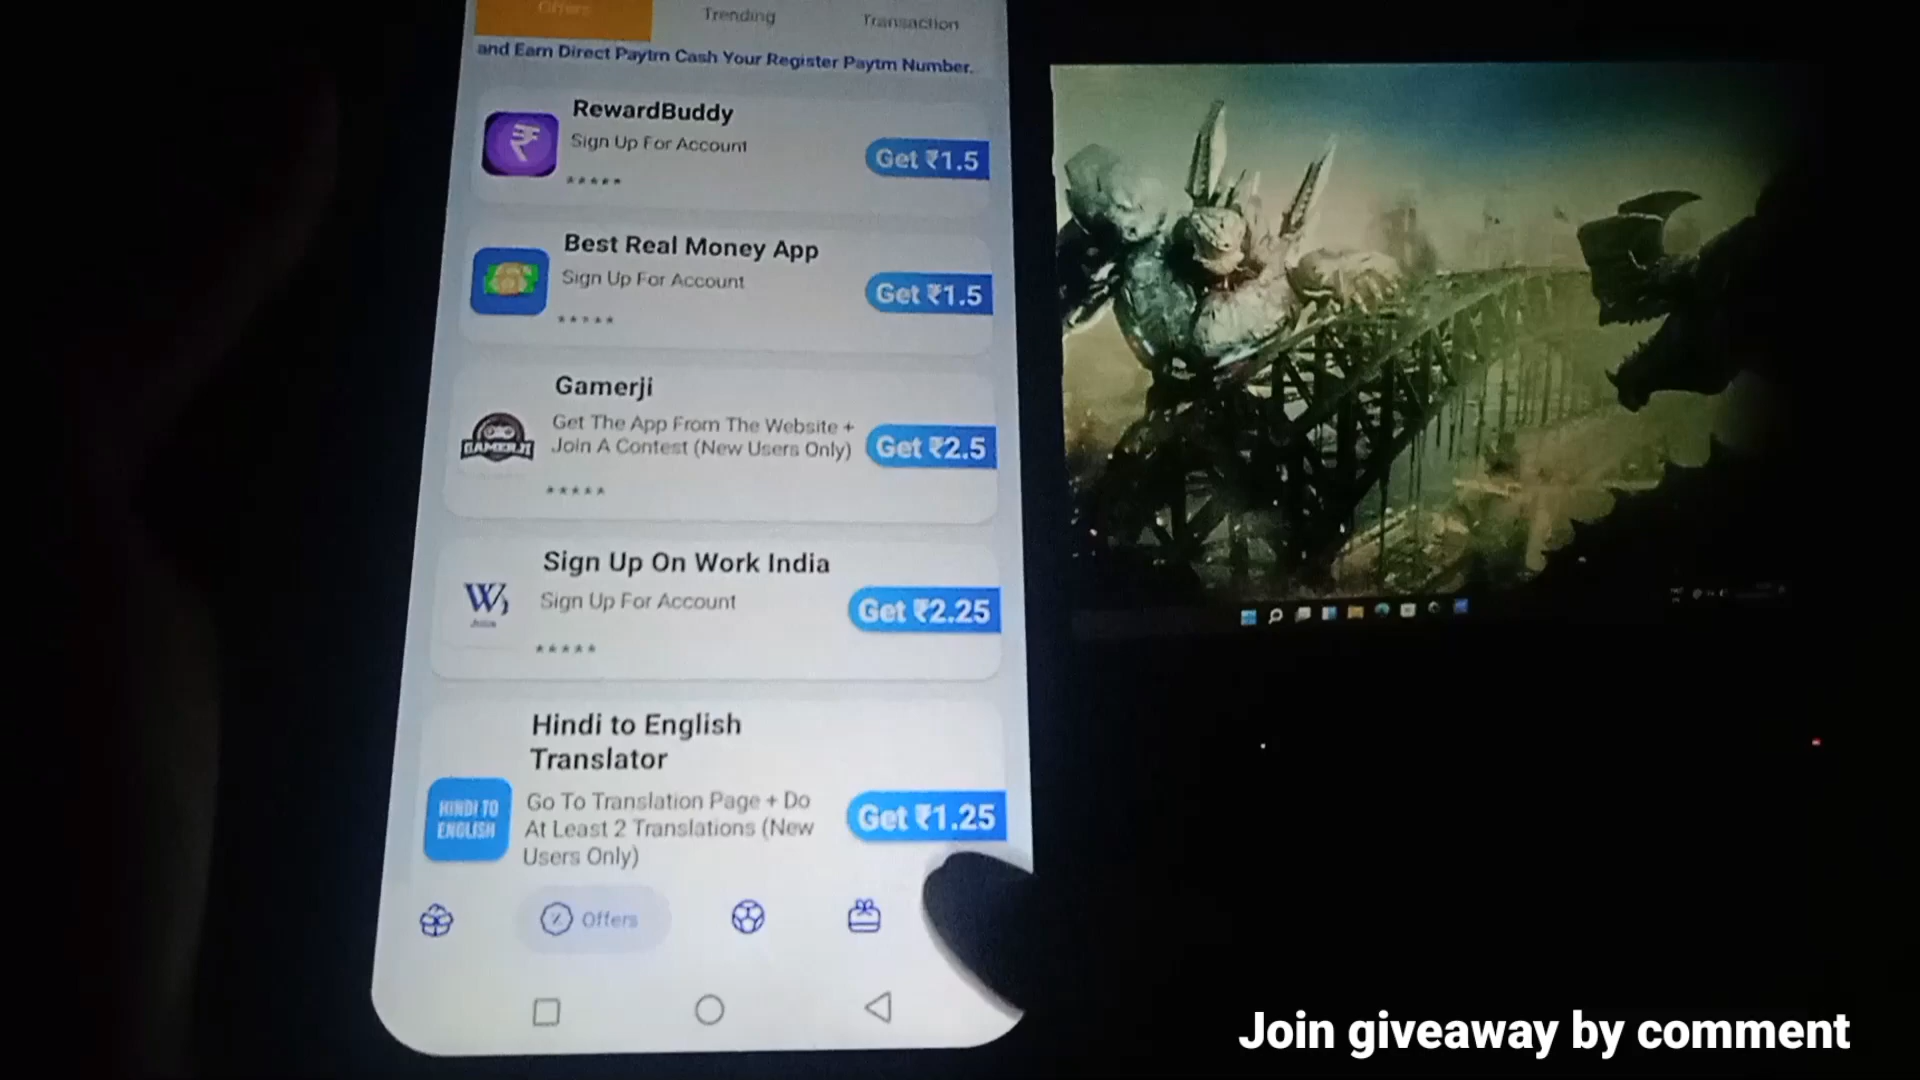 Offers
Trending
Transaction
and Earn Direct Paytm Cash Your Register Paytm Number.
RewardBuddy
Sign Up For Account
Get ₹1.5
Best Real Money App
Sign Up For Account
Get ₹1.5
Gamerji
Get The App From The Website +
Join A Contest (New Users Only)
GAMERJI
Get ₹2.5
Sign Up On Work India
Sign Up For Account
Get ₹2.25
Hindi to English
Translator
HINDI TO
ENGLISH
Go To Translation Page + Do
At Least 2 Translations (New
Users Only)
Get ₹1.25
Offers
Join giveaway by comment